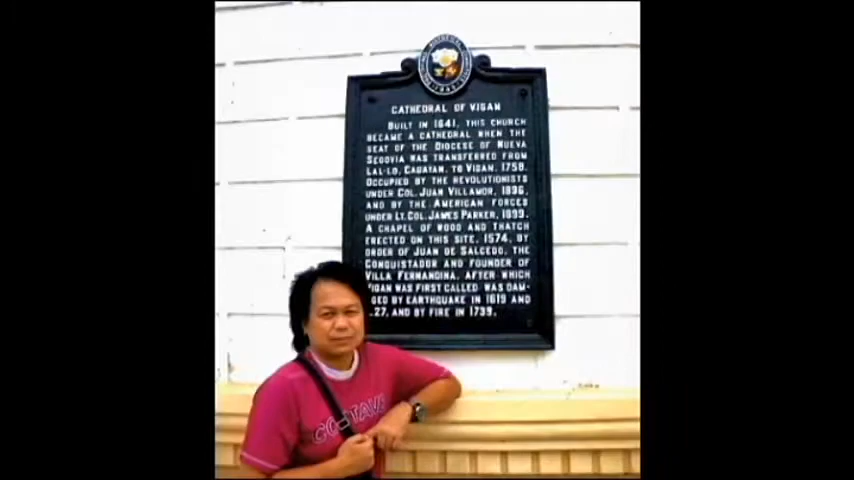 CATHEDRAL OF VIGAN
BUILT IN 1641, THIS CHURCH
BECAME A CATHEDRAL WHEN THE
SEAT OF THE DIOCESE OF NUEVA
SEGOVIA WAS TRANSFERRED FROM
LAL-LO, CAGAYAN, TO VIGAN, 1758.
OCCUPIED BY THE REVOLUTIONISTS
UNDER COL. JUAN VILLAMOR, 1896,
AND BY THE AMERICAN FORCES
UNDER LT. COL. JAMES PARKER, 1899.
A CHAPEL OF WOOD AND THATCH
ERECTED ON THIS SITE, 1574, BY
ORDER OF JUAN DE SALCEDO, THE
CONQUISTADOR AND FOUNDER OF
VILLA FERNANDINA, AFTER WHICH
VIGAN WAS FIRST CALLED, WAS DAM-
GED BY EARTHQUAKE IN 1619 AND
27, AND BY FIRE IN 1739.